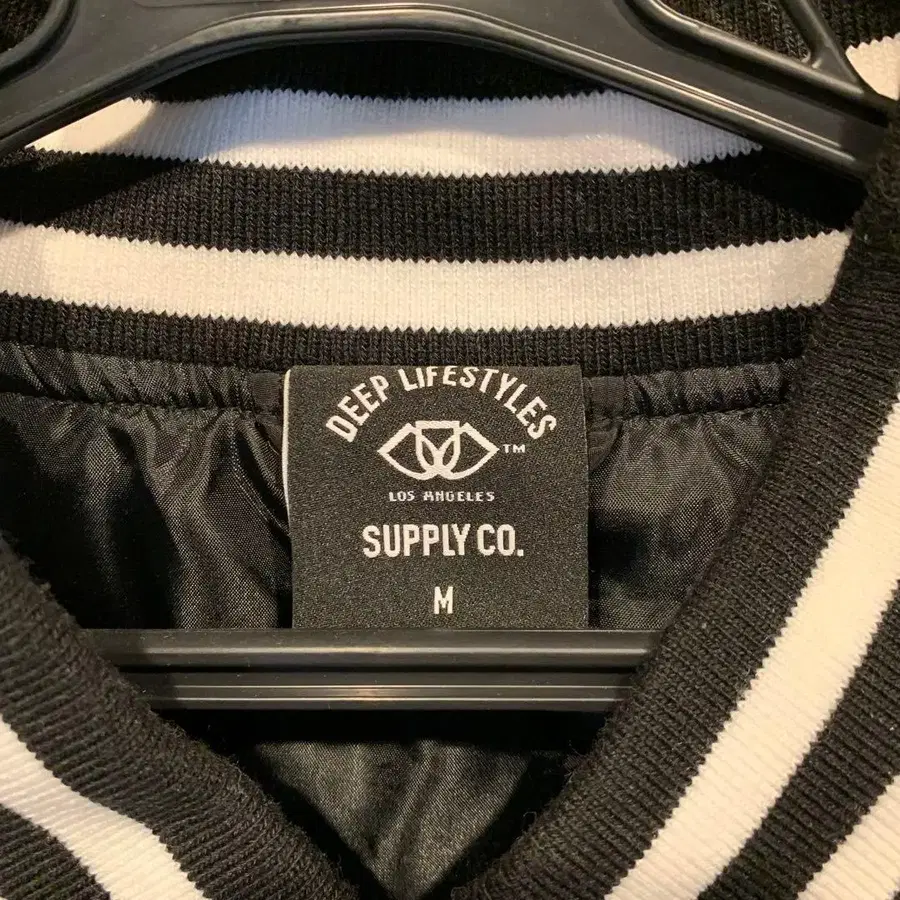 DEEP LIFESTYLES
TM
LOS ANGELES
SUPPLY CO.
M